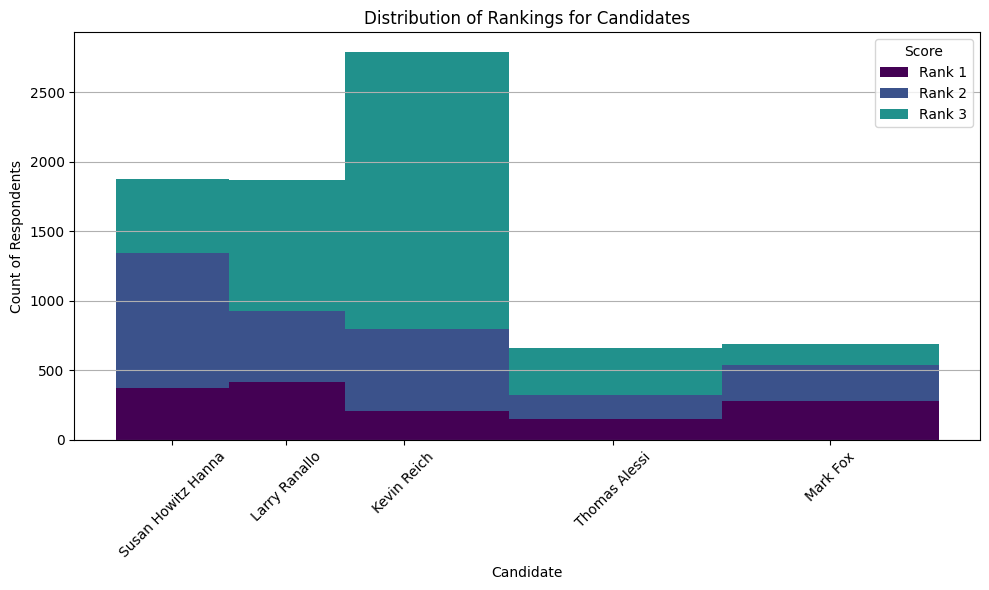 Distribution of Rankings for Candidates
Score
Rank 1
Rank 2
Rank 3
Count of Respondents
2500
2000
1500
1000
500
0
Susan Howitz Hanna
Larry Ranallo
Kevin Reich
Thomas Alessi
Mark Fox
Candidate